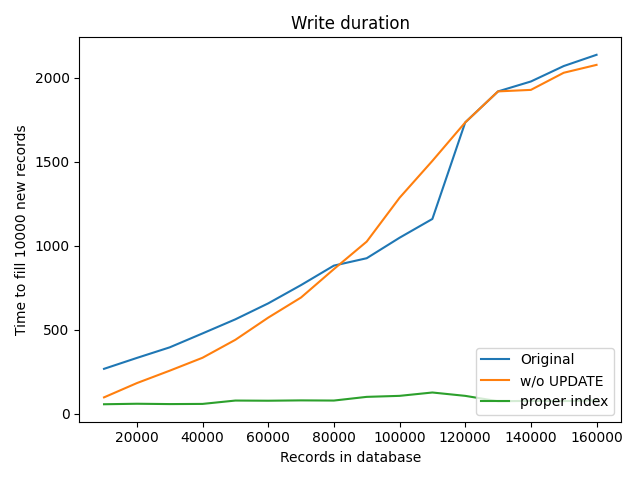 Write duration
Time to fill 10000 new records
2000
1500
1000
500
0
Original
w/o UPDATE
proper index
20000 40000 60000 80000 100000 120000 140000 160000
Records in database